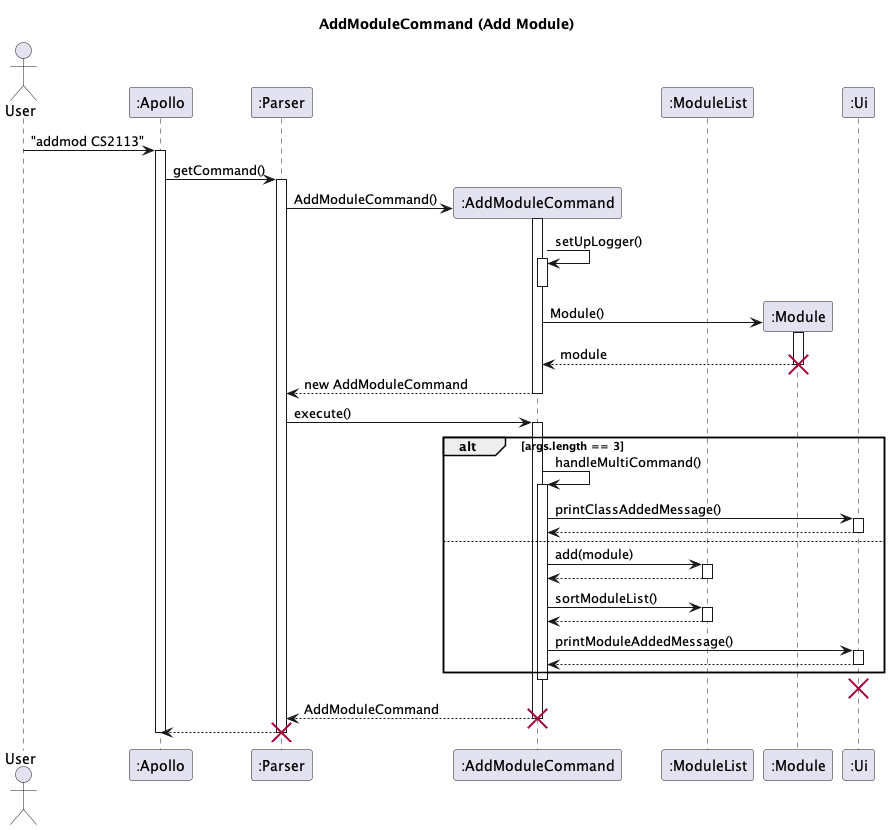 AddModuleCommand (Add Module)
User
:Apollo
:Parser
:ModuleList
:Ui
"addmod CS2113"
getCommand()
AddModuleCommand()
:AddModuleCommand
setUpLogger()
Module()
:Module
module
new AddModuleCommand
execute()
alt
[args.length == 3]
handleMultiCommand()
printClassAddedMessage()
add(module)
sortModuleList()
printModuleAddedMessage()
AddModuleCommand
User
:Apollo
:Parser
:AddModuleCommand
:ModuleList
:Module
:Ui